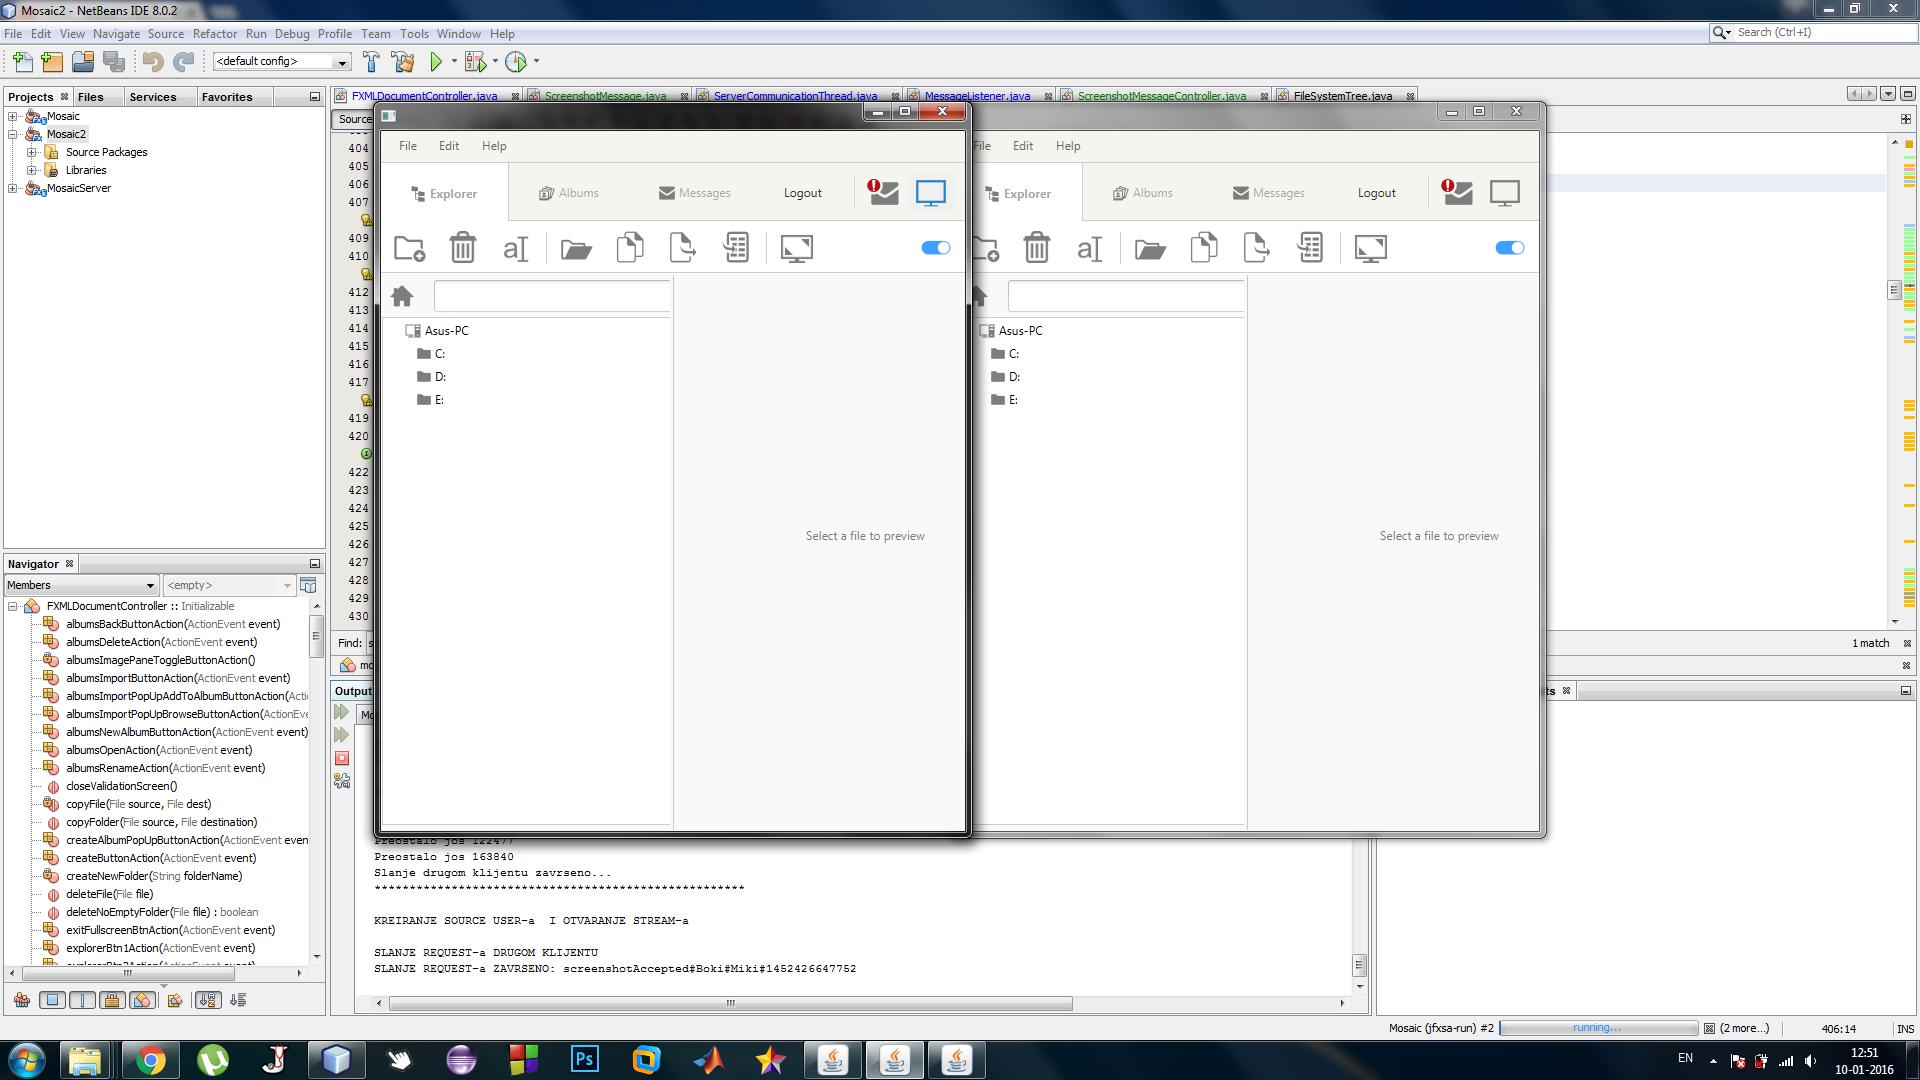 Mosaic2 - NetBeans IDE 8.0.2
File Edit View Navigate Source Refactor Run Debug Profile Team Tools Window Help
Search (Ctrl+I)
<default config>
Projects Files Services Favorites
FXMLDocumentController.java ScreenshotMessage.java ServerCommunicationThread.java MessageListener.java ScreenshotMessageController.java FileSystemTree.java
Mosaic
Mosaic2
Source Packages
Libraries
MosaicServer
Source
404
405
406
407
409
410
412
413
414
415
416
417
419
420
422
423
424
425
426
427
428
429
430
File Edit Help
Explorer Albums Messages Logout
aI
Asus-PC
C:
D:
E:
Select a file to preview
File Edit Help
Explorer Albums Messages Logout
aI
Asus-PC
C:
D:
E:
Select a file to preview
Navigator
Members <empty>
FXMLDocumentController :: Initializable
albumsBackButtonAction(ActionEvent event)
albumsDeleteAction(ActionEvent event)
albumsImagePaneToggleButtonAction()
albumsImportButtonAction(ActionEvent event)
albumsImportPopUpAddToAlbumButtonAction(Acti
albumsImportPopUpBrowseButtonAction(ActionEve
albumsNewAlbumButtonAction(ActionEvent event)
albumsOpenAction(ActionEvent event)
albumsRenameAction(ActionEvent event)
closeValidationScreen()
copyFile(File source, File dest)
copyFolder(File source, File destination)
createAlbumPopUpButtonAction(ActionEvent even
createButtonAction(ActionEvent event)
createNewFolder(String folderName)
deleteFile(File file)
deleteNoEmptyFolder(File file) : boolean
exitFullscreenBtnAction(ActionEvent event)
explorerBtn1Action(ActionEvent event)
Find: s
1 match
mo
Output
ts
Mo
Preostalo jos 122477
Preostalo jos 163840
Slanje drugom klijentu zavrseno...
*****************************************************
KREIRANJE SOURCE USER-a I OTVARANJE STREAM-a
SLANJE REQUEST-a DRUGOM KLIJENTU
SLANJE REQUEST-a ZAVRSENO: screenshotAccepted#Boki#Miki#1452426647752
Mosaic (jfxsa-run) #2 running... (2 more...) 406:14 INS
Ps
EN
12:51
10-01-2016